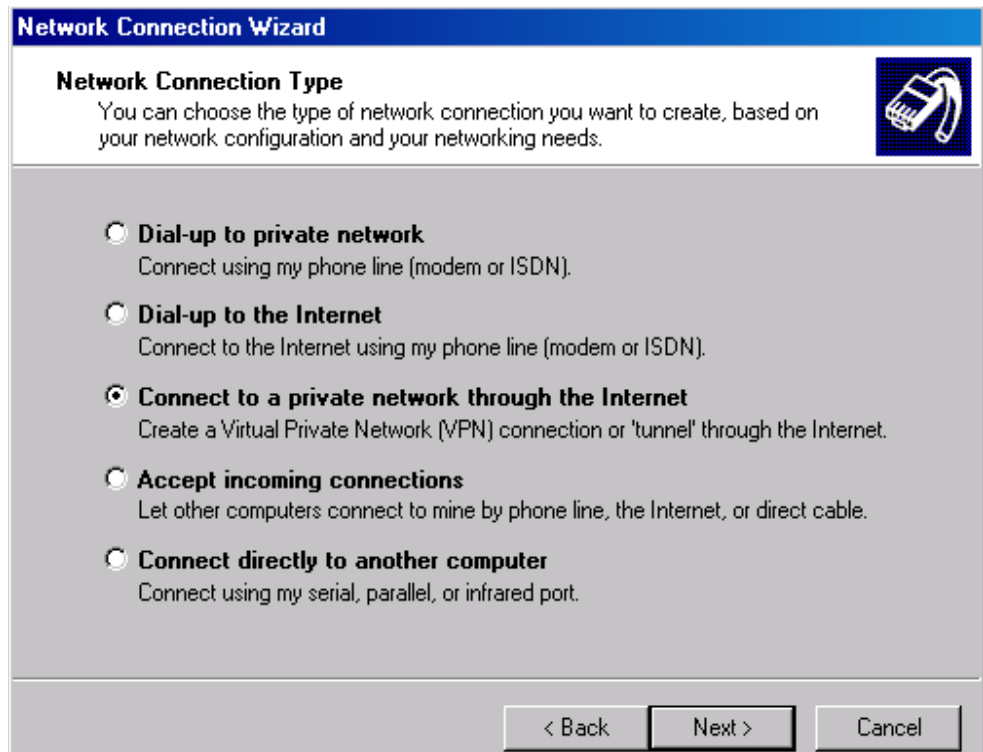 Network Connection Wizard
Network Connection Type
You can choose the type of network connection you want to create, based on
your network configuration and your networking needs.
Dial-up to private network
Connect using my phone line (modem or ISDN).
Dial-up to the Internet
Connect to the Internet using my phone line (modem or ISDN).
Connect to a private network through the Internet
Create a Virtual Private Network (VPN) connection or 'tunnel' through the Internet.
Accept incoming connections
Let other computers connect to mine by phone line, the Internet, or direct cable.
Connect directly to another computer
Connect using my serial, parallel, or infrared port.
< Back Next > Cancel